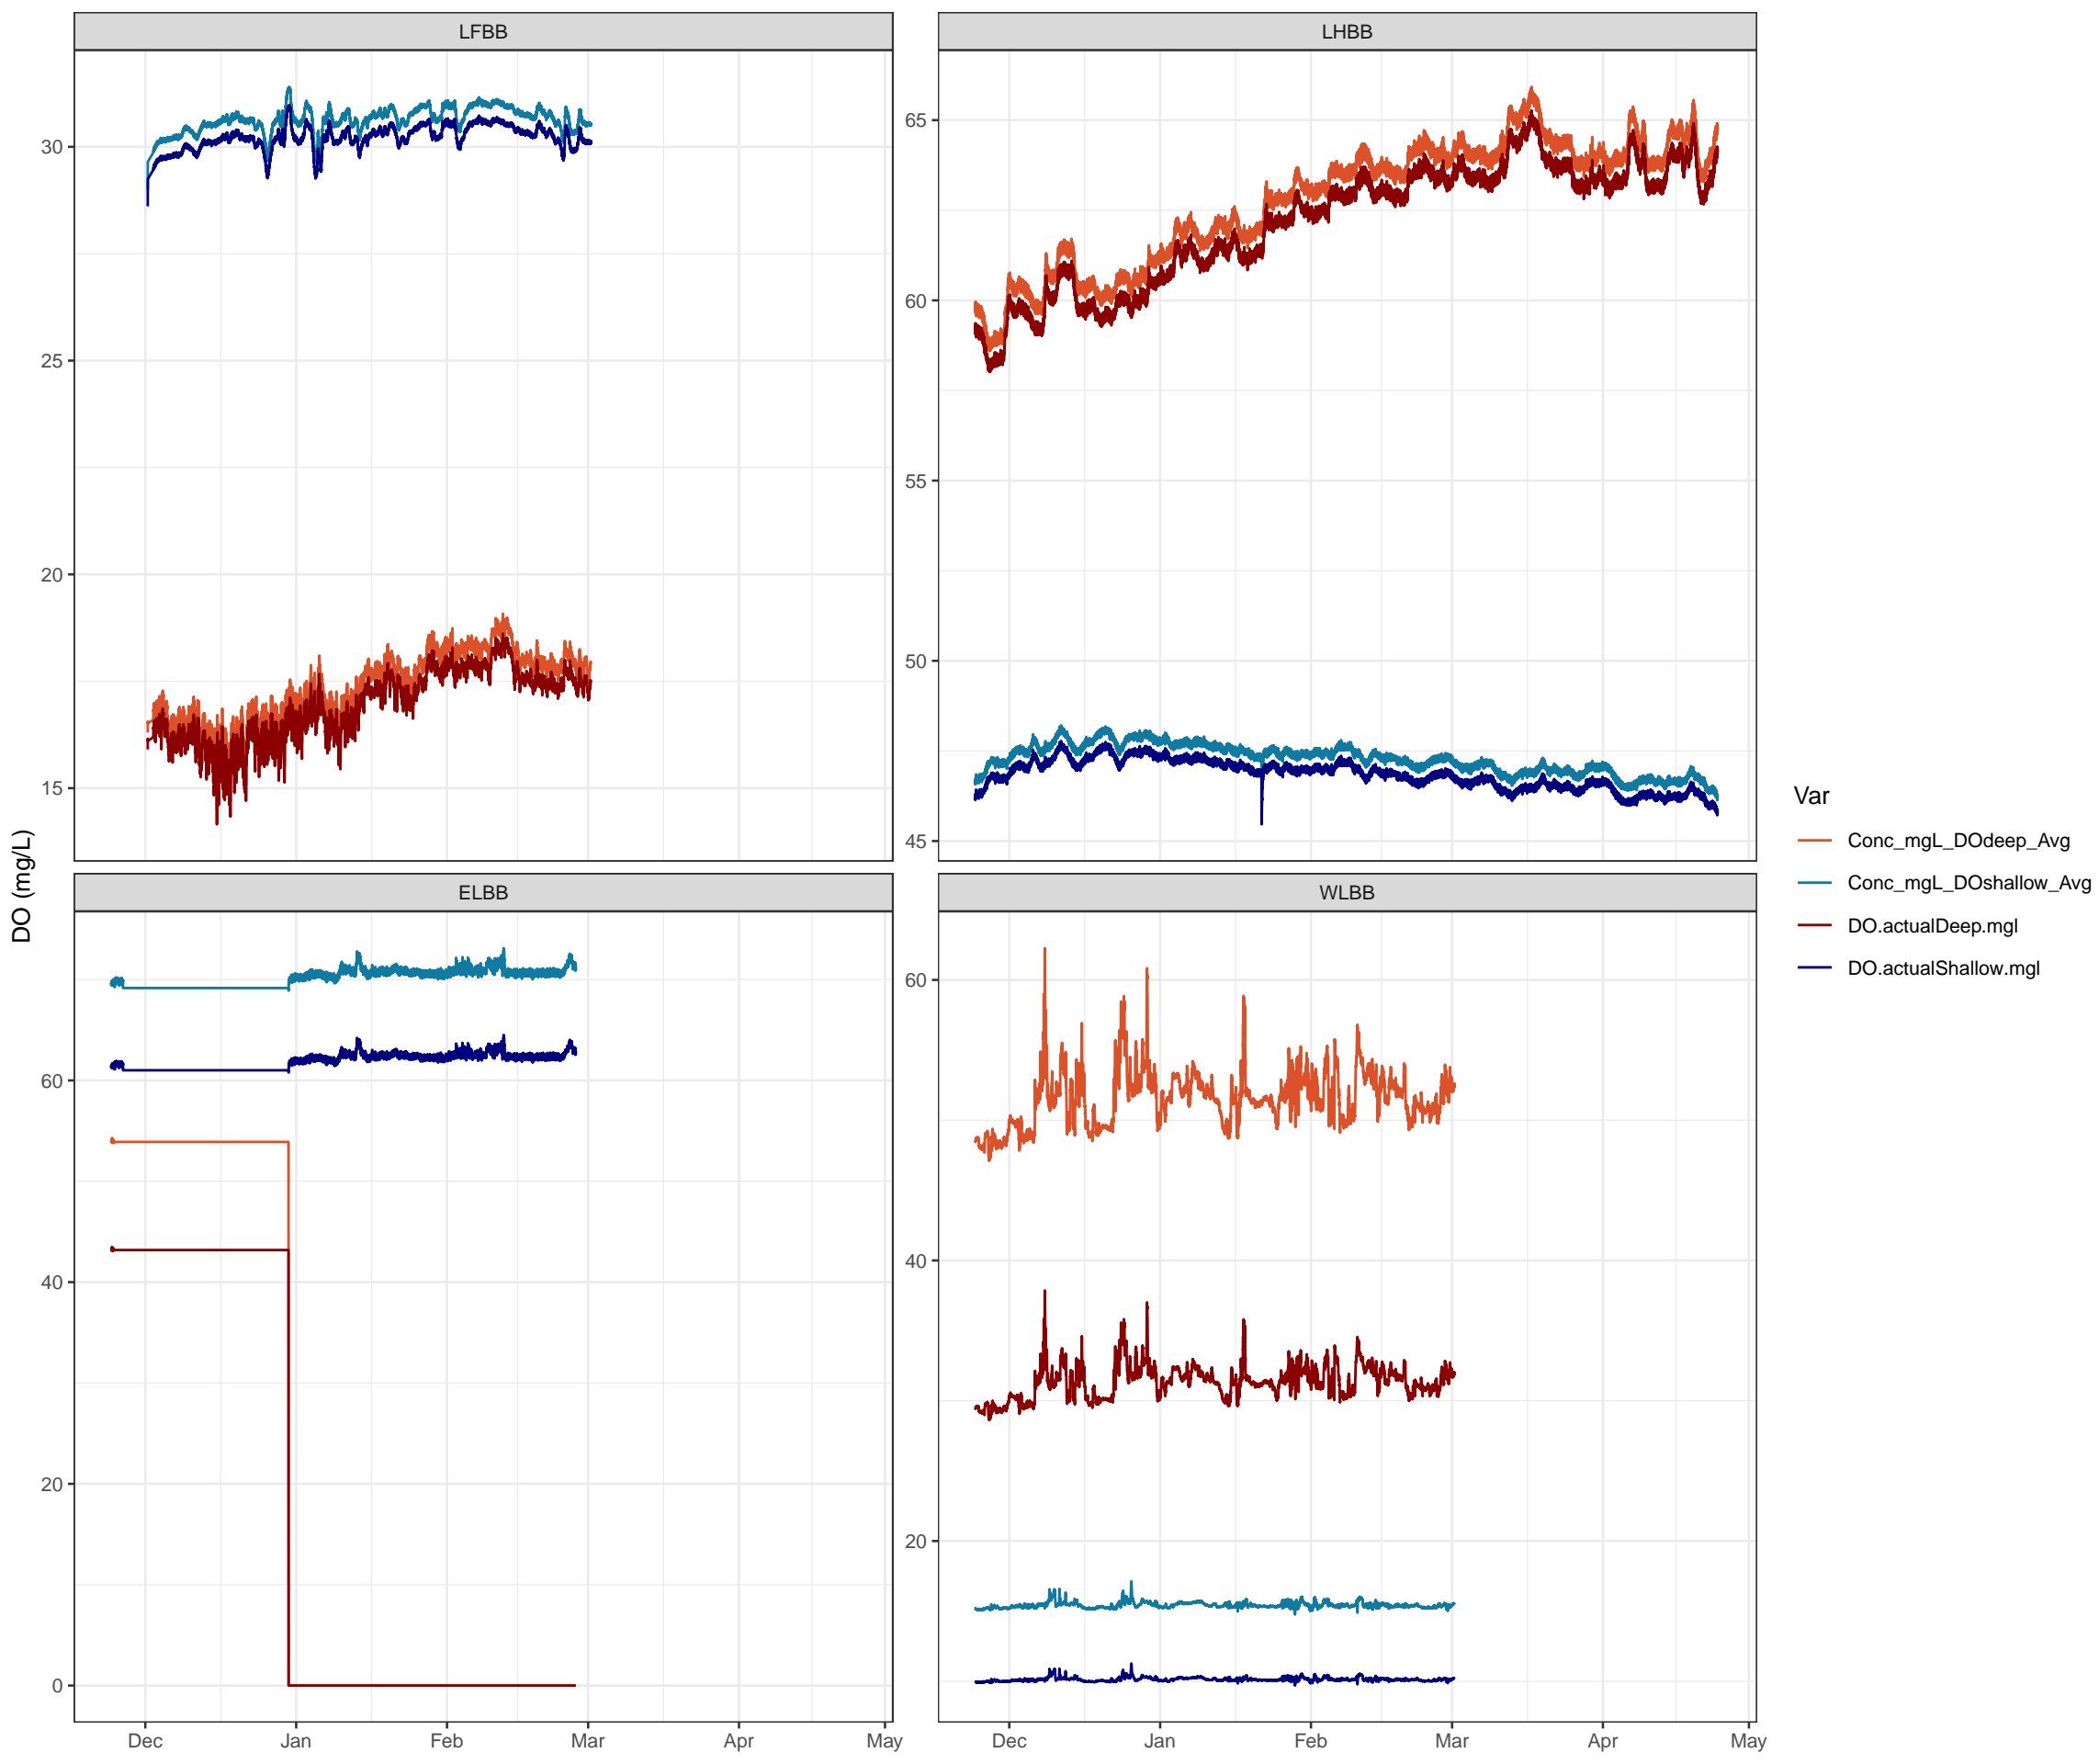 LFBB
LHBB
30
25
20
15
65
60
55
50
45
DO (mg/L)
ELBB
WLBB
60
40
20
0
60
40
20
Dec Jan Feb Mar Apr May
Dec Jan Feb Mar Apr May
Var
Conc_mgL_DOdeep_Avg
Conc_mgL_DOshallow_Avg
DO.actualDeep.mgl
DO.actualShallow.mgl